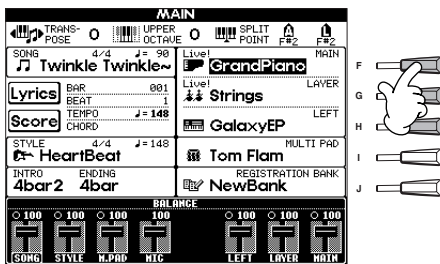 MAIN
TRANSPOSE 0 UPPER OCTAVE 0 SPLIT POINT A F#2 L F#2
SONG 4/4 ♩= 90 Live! MAIN
Twinkle Twinkle~ GrandPiano F
Lyrics BAR 001 Live! LAYER
BEAT 1 Strings G
Score TEMPO ♩=148 LEFT
CHORD GalaxyEP H
STYLE 4/4 ♩=148 MULTI PAD
HeartBeat Tom Flam I
INTRO ENDING REGISTRATION BANK
4bar2 4bar NewBank J
BALANCE
100 100 100 100 100 100 100
SONG STYLE M.PAD MIC LEFT LAYER MAIN